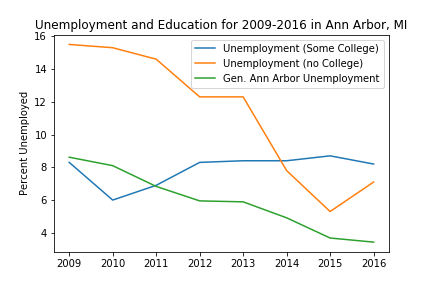 Unemployment and Education for 2009-2016 in Ann Arbor, MI
Unemployment (Some College)
Unemployment (no College)
Gen. Ann Arbor Unemployment
Percent Unemployed
16
14
12
10
8
6
4
2009 2010 2011 2012 2013 2014 2015 2016